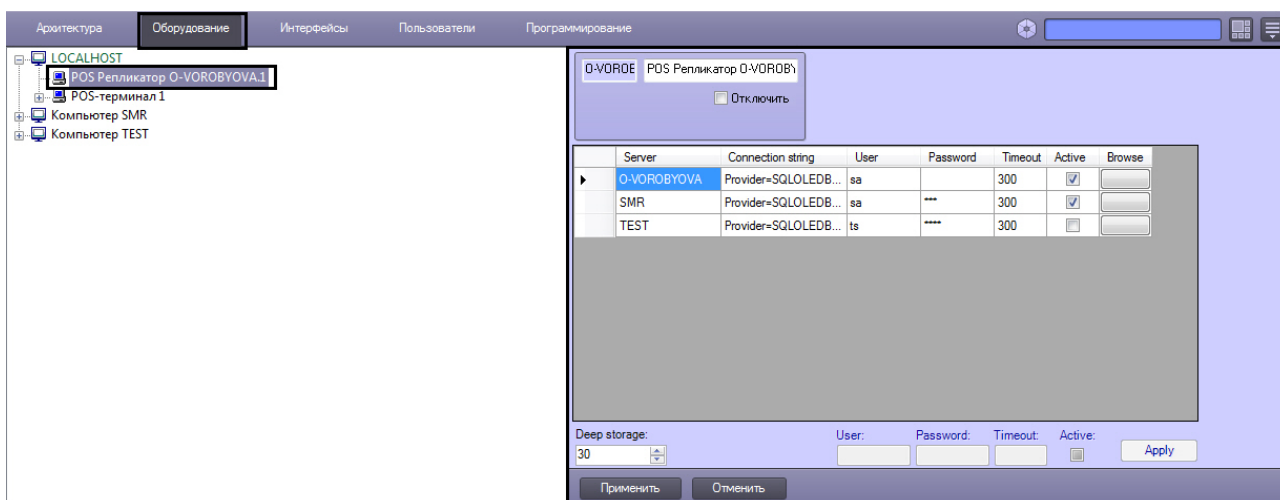 Архитектура Оборудование Интерфейсы Пользователи Программирование
LOCALHOST
POS Репликатор O-VOROBYOVA.1
POS-терминал 1
Компьютер SMR
Компьютер TEST
O-VOROE POS Репликатор O-VOROBY
Отключить
Server Connection string User Password Timeout Active Browse
O-VOROBYOVA Provider=SQLOLEDB... sa 300
SMR Provider=SQLOLEDB... sa *** 300
TEST Provider=SQLOLEDB... ts **** 300
Deep storage: User: Password: Timeout: Active:
30 Apply
Применить Отменить